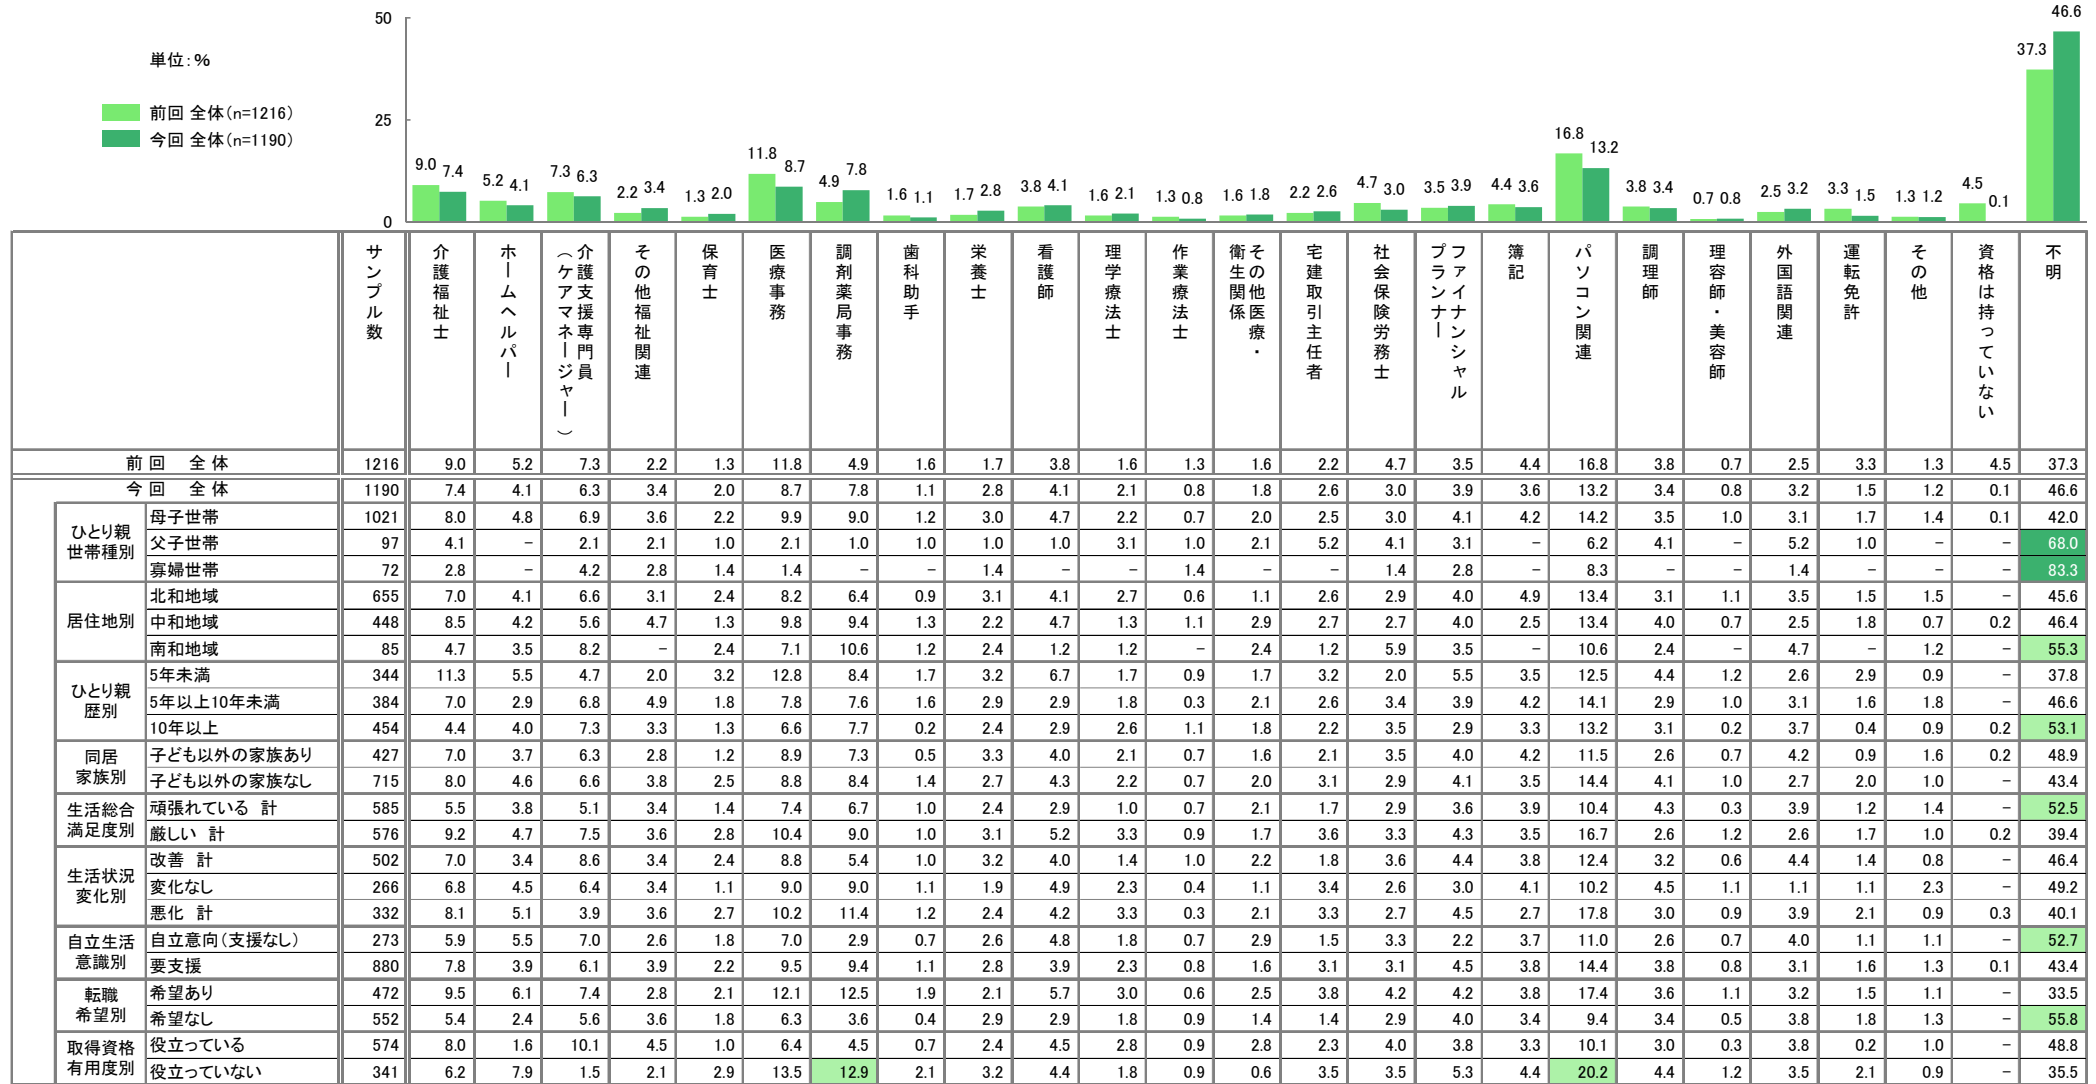 単位:%
前回 全体(n=1216)
今回 全体(n=1190)
50
25
0
9.0 7.4 5.2 4.1 7.3 6.3 2.2 3.4 1.3 2.0 11.8 8.7 4.9 7.8 1.6 1.1 1.7 2.8 3.8 4.1 1.6 2.1 1.3 0.8 1.6 1.8 2.2 2.6 4.7 3.0 3.5 3.9 4.4 3.6 16.8 13.2 3.8 3.4 0.7 0.8 2.5 3.2 3.3 1.5 1.3 1.2 4.5 0.1 37.3 46.6
サンプル数
介護福祉士
ホームヘルパー
介護支援専門員
(ケアマネージャー)
その他福祉関連
保育士
医療事務
調剤薬局事務
歯科助手
栄養士
看護師
理学療法士
作業療法士
その他医療・
衛生関係
宅建取引主任者
社会保険労務士
ファイナンシャル
プランナー
簿記
パソコン関連
調理師
理容師・美容師
外国語関連
運転免許
その他
資格は持っていない
不明
前回 全体 1216 9.0 5.2 7.3 2.2 1.3 11.8 4.9 1.6 1.7 3.8 1.6 1.3 1.6 2.2 4.7 3.5 4.4 16.8 3.8 0.7 2.5 3.3 1.3 4.5 37.3
今回 全体 1190 7.4 4.1 6.3 3.4 2.0 8.7 7.8 1.1 2.8 4.1 2.1 0.8 1.8 2.6 3.0 3.9 3.6 13.2 3.4 0.8 3.2 1.5 1.2 0.1 46.6
ひとり親
世帯種別
母子世帯 1021 8.0 4.8 6.9 3.6 2.2 9.9 9.0 1.2 3.0 4.7 2.2 0.7 2.0 2.5 3.0 4.1 4.2 14.2 3.5 1.0 3.1 1.7 1.4 0.1 42.0
父子世帯 97 4.1 － 2.1 2.1 1.0 2.1 1.0 1.0 1.0 1.0 3.1 1.0 2.1 5.2 4.1 3.1 － 6.2 4.1 － 5.2 1.0 － － 68.0
寡婦世帯 72 2.8 － 4.2 2.8 1.4 1.4 － － 1.4 － － 1.4 － － 1.4 2.8 － 8.3 － － 1.4 － － － 83.3
居住地別
北和地域 655 7.0 4.1 6.6 3.1 2.4 8.2 6.4 0.9 3.1 4.1 2.7 0.6 1.1 2.6 2.9 4.0 4.9 13.4 3.1 1.1 3.5 1.5 1.5 － 45.6
中和地域 448 8.5 4.2 5.6 4.7 1.3 9.8 9.4 1.3 2.2 4.7 1.3 1.1 2.9 2.7 2.7 4.0 2.5 13.4 4.0 0.7 2.5 1.8 0.7 0.2 46.4
南和地域 85 4.7 3.5 8.2 － 2.4 7.1 10.6 1.2 2.4 1.2 1.2 － 2.4 1.2 5.9 3.5 － 10.6 2.4 － 4.7 － 1.2 － 55.3
ひとり親
歴別
5年未満 344 11.3 5.5 4.7 2.0 3.2 12.8 8.4 1.7 3.2 6.7 1.7 0.9 1.7 3.2 2.0 5.5 3.5 12.5 4.4 1.2 2.6 2.9 0.9 － 37.8
5年以上10年未満 384 7.0 2.9 6.8 4.9 1.8 7.8 7.6 1.6 2.9 2.9 1.8 0.3 2.1 2.6 3.4 3.9 4.2 14.1 2.9 1.0 3.1 1.6 1.8 － 46.6
10年以上 454 4.4 4.0 7.3 3.3 1.3 6.6 7.7 0.2 2.4 2.9 2.6 1.1 1.8 2.2 3.5 2.9 3.3 13.2 3.1 0.2 3.7 0.4 0.9 0.2 53.1
同居
家族別
子ども以外の家族あり 427 7.0 3.7 6.3 2.8 1.2 8.9 7.3 0.5 3.3 4.0 2.1 0.7 1.6 2.1 3.5 4.0 4.2 11.5 2.6 0.7 4.2 0.9 1.6 0.2 48.9
子ども以外の家族なし 715 8.0 4.6 6.6 3.8 2.5 8.8 8.4 1.4 2.7 4.3 2.2 0.7 2.0 3.1 2.9 4.1 3.5 14.4 4.1 1.0 2.7 2.0 1.0 － 43.4
生活総合
満足度別
頑張れている 計 585 5.5 3.8 5.1 3.4 1.4 7.4 6.7 1.0 2.4 2.9 1.0 0.7 2.1 1.7 2.9 3.6 3.9 10.4 4.3 0.3 3.9 1.2 1.4 － 52.5
厳しい 計 576 9.2 4.7 7.5 3.6 2.8 10.4 9.0 1.0 3.1 5.2 3.3 0.9 1.7 3.6 3.3 4.3 3.5 16.7 2.6 1.2 2.6 1.7 1.0 0.2 39.4
生活状況
変化別
改善 計 502 7.0 3.4 8.6 3.4 2.4 8.8 5.4 1.0 3.2 4.0 1.4 1.0 2.2 1.8 3.6 4.4 3.8 12.4 3.2 0.6 4.4 1.4 0.8 － 46.4
変化なし 266 6.8 4.5 6.4 3.4 1.1 9.0 9.0 1.1 1.9 4.9 2.3 0.4 1.1 3.4 2.6 3.0 4.1 10.2 4.5 1.1 1.1 1.1 2.3 － 49.2
悪化 計 332 8.1 5.1 3.9 3.6 2.7 10.2 11.4 1.2 2.4 4.2 3.3 0.3 2.1 3.3 2.7 4.5 2.7 17.8 3.0 0.9 3.9 2.1 0.9 0.3 40.1
自立生活
意識別
自立意向(支援なし) 273 5.9 5.5 7.0 2.6 1.8 7.0 2.9 0.7 2.6 4.8 1.8 0.7 2.9 1.5 3.3 2.2 3.7 11.0 2.6 0.7 4.0 1.1 1.1 － 52.7
要支援 880 7.8 3.9 6.1 3.9 2.2 9.5 9.4 1.1 2.8 3.9 2.3 0.8 1.6 3.1 3.1 4.5 3.8 14.4 3.8 0.8 3.1 1.6 1.3 0.1 43.4
転職
希望別
希望あり 472 9.5 6.1 7.4 2.8 2.1 12.1 12.5 1.9 2.1 5.7 3.0 0.6 2.5 3.8 4.2 4.2 3.8 17.4 3.6 1.1 3.2 1.5 1.1 － 33.5
希望なし 552 5.4 2.4 5.6 3.6 1.8 6.3 3.6 0.4 2.9 2.9 1.8 0.9 1.4 1.4 2.9 4.0 3.4 9.4 3.4 0.5 3.8 1.8 1.3 － 55.8
取得資格
有用度別
役立っている 574 8.0 1.6 10.1 4.5 1.0 6.4 4.5 0.7 2.4 4.5 2.8 0.9 2.8 2.3 4.0 3.8 3.3 10.1 3.0 0.3 3.8 0.2 1.0 － 48.8
役立っていない 341 6.2 7.9 1.5 2.1 2.9 13.5 12.9 2.1 3.2 4.4 1.8 0.9 0.6 3.5 3.5 5.3 4.4 20.2 4.4 1.2 3.5 2.1 0.9 － 35.5